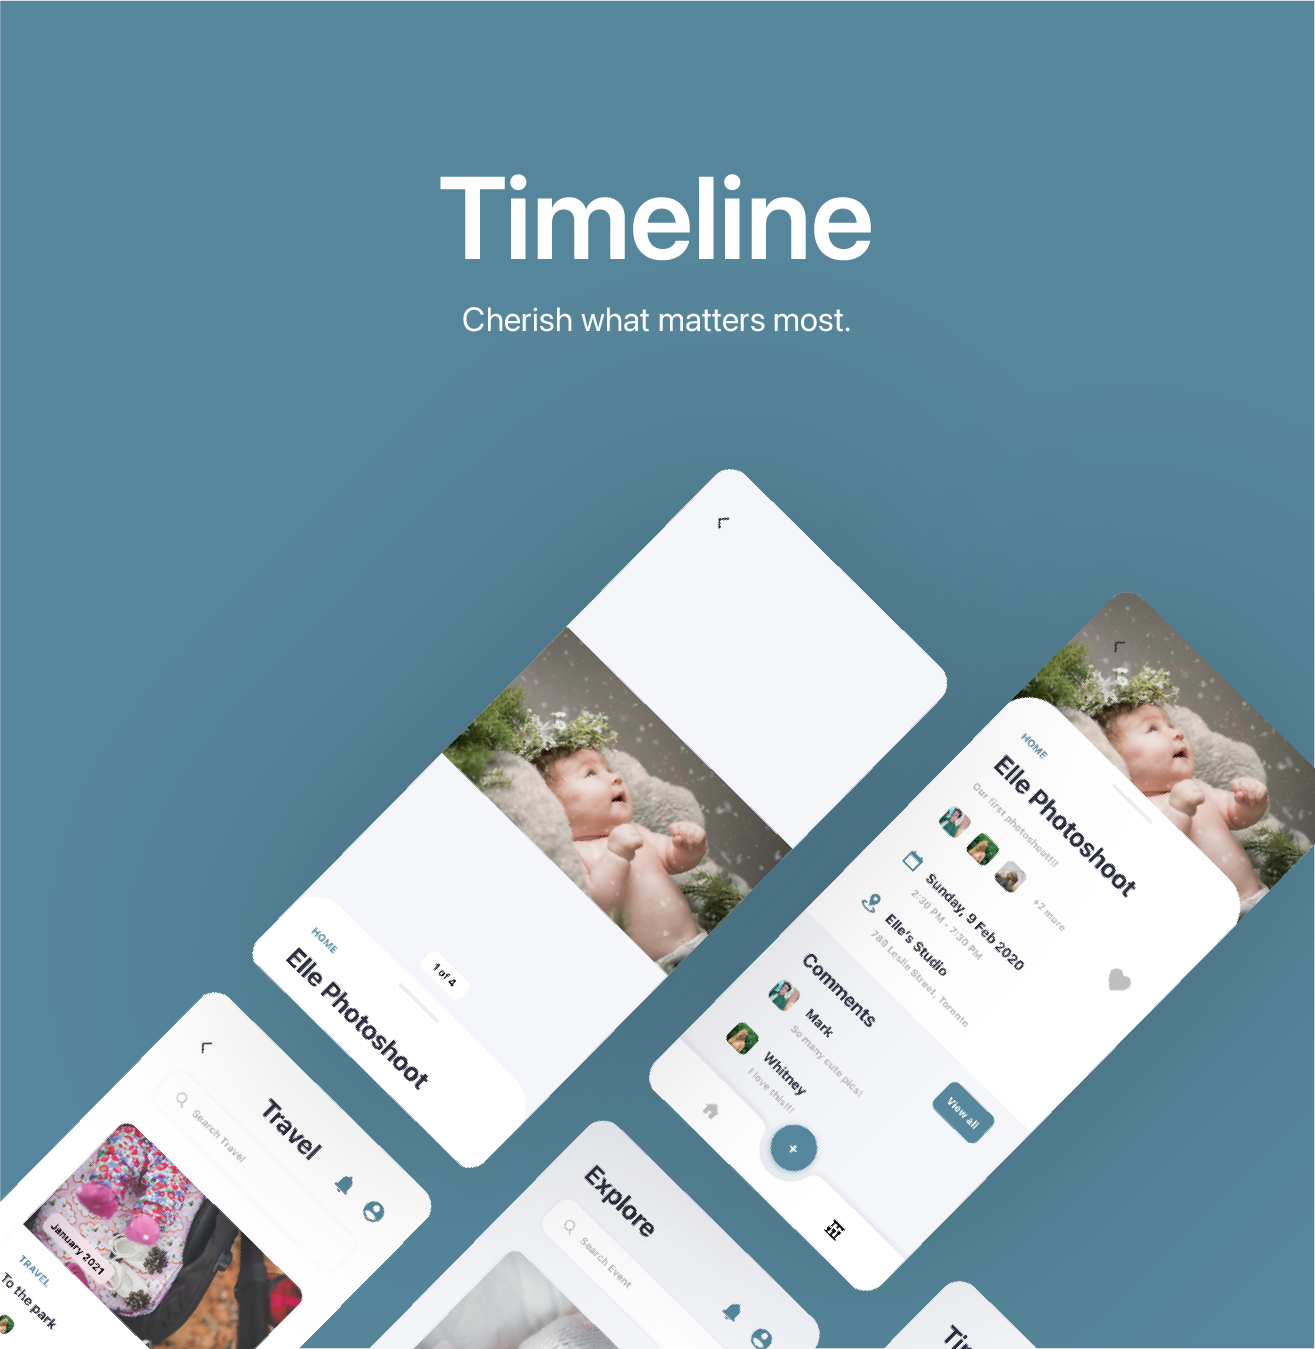 Timeline
Cherish what matters most.
1 of 4
HOME
Elle Photoshoot
HOME
Elle Photoshoot
Our first photoshoot!!!
+2 more
Sunday, 9 Feb 2020
2:30 PM - 7:30 PM
Elle's Studio
789 Leslie Street, Toronto
Comments
Mark
So many cute pics!
Whitney
I love this!!!
View all
Travel
Search Travel
January 2021
TRAVEL
To the park
Explore
Search Event